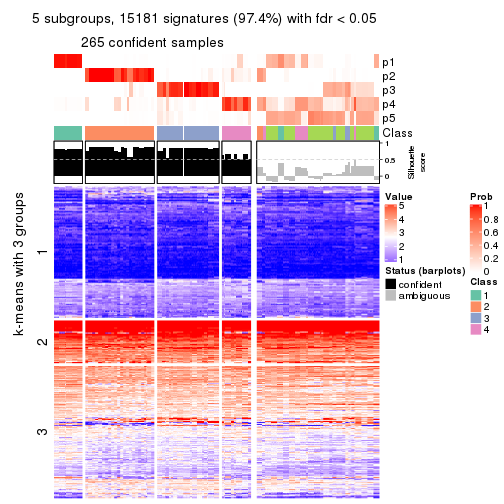 5 subgroups, 15181 signatures (97.4%) with fdr < 0.05
265 confident samples
p1
p2
p3
p4
p5
Class
1
0.5
0
Silhouette
score
k-means with 3 groups
1
2
3
Value
5
4
3
2
1
Status (barplots)
confident
ambiguous
Prob
1
0.8
0.6
0.4
0.2
0
Class
1
2
3
4